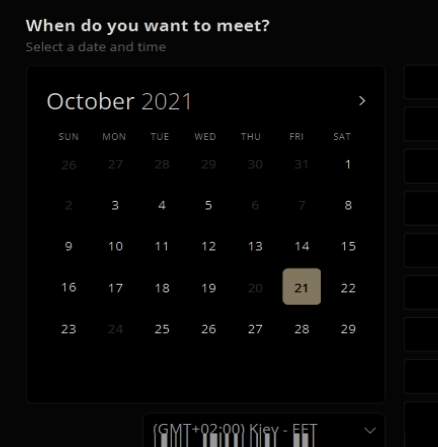 When do you want to meet?
Select a date and time
October 2021
SUN MON TUE WED THU FRI SAT
26 27 28 29 30 31 1
2 3 4 5 6 7 8
9 10 11 12 13 14 15
16 17 18 19 20 21 22
23 24 25 26 27 28 29
(GMT+02:00) Kiev - EET